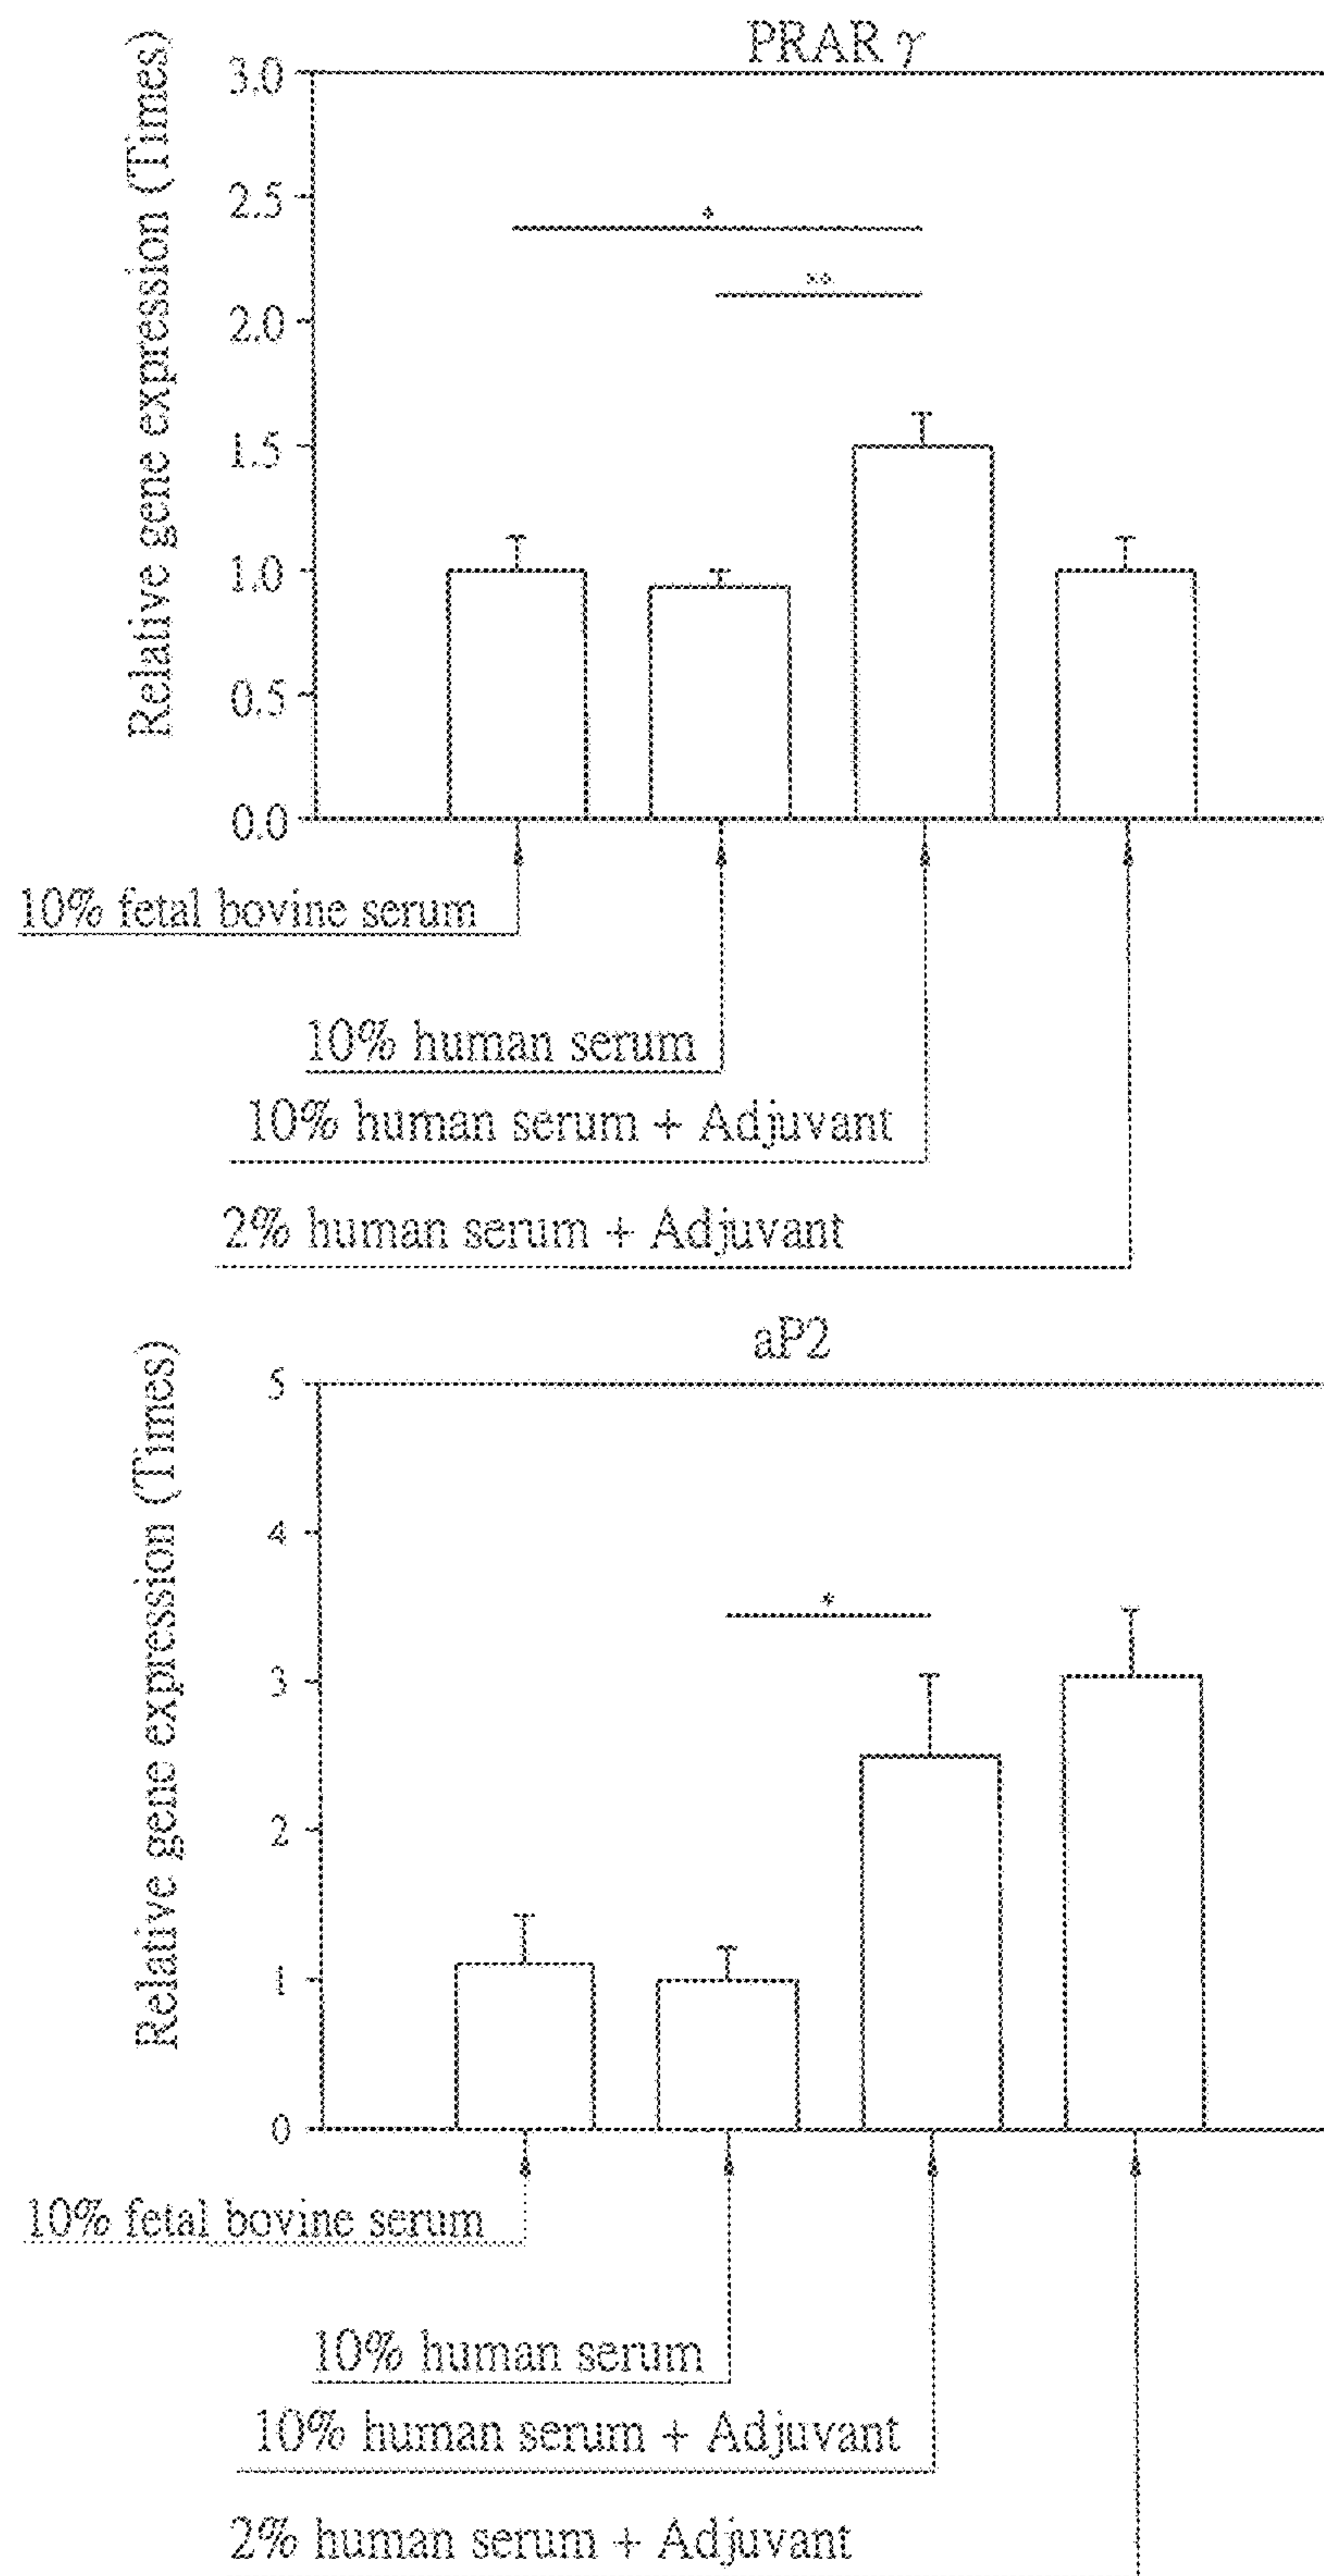 PRAR γ
Relative gene expression (Times)
3.0
2.5
2.0
1.5
1.0
0.5
0.0
*
**
10% fetal bovine serum
10% human serum
10% human serum + Adjuvant
2% human serum + Adjuvant
aP2
Relative gene expression (Times)
5
4
3
2
1
0
*
10% fetal bovine serum
10% human serum
10% human serum + Adjuvant
2% human serum + Adjuvant